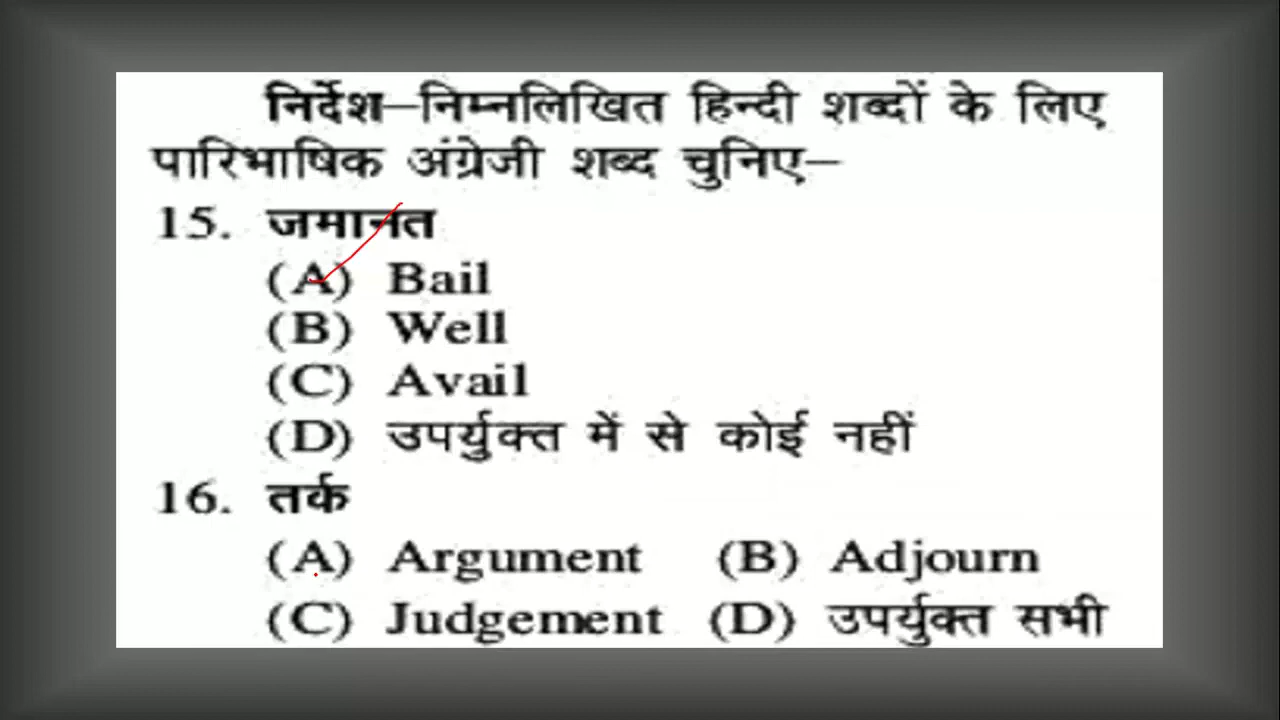 निर्देश–निम्नलिखित हिन्दी शब्दों के लिए
पारिभाषिक अंग्रेजी शब्द चुनिए–
15. जमानत
(A) Bail
(B) Well
(C) Avail
(D) उपर्युक्त में से कोई नहीं
16. तर्क
(A) Argument (B) Adjourn
(C) Judgement (D) उपर्युक्त सभी